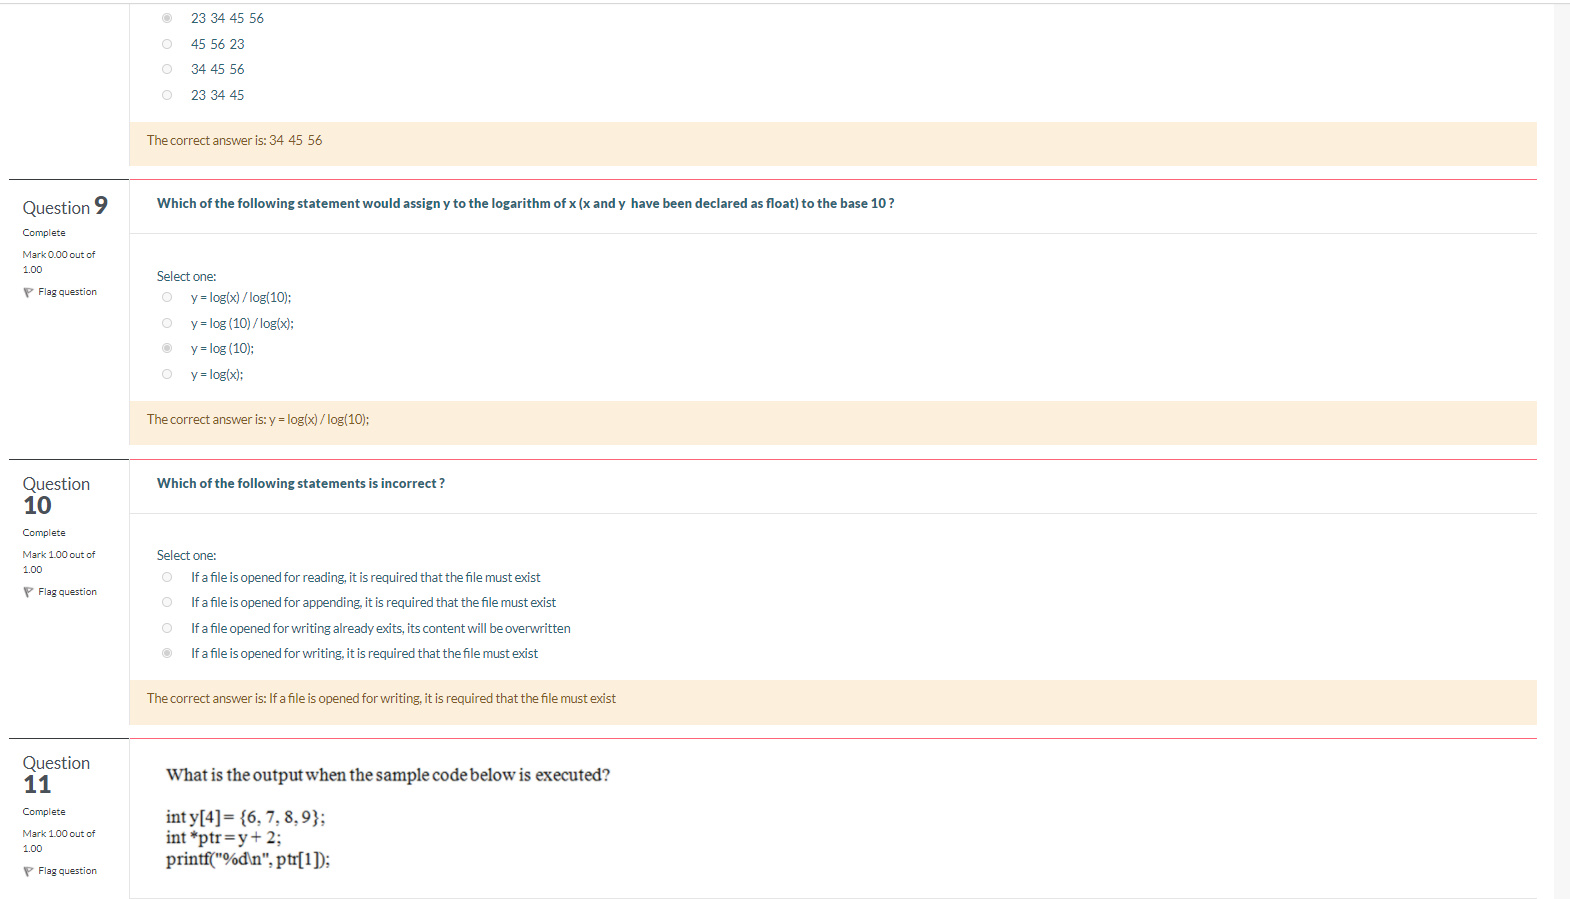 23 34 45 56
45 56 23
34 45 56
23 34 45
The correct answer is: 34 45 56
Question 9
Complete
Mark 0.00 out of
1.00
Flag question
Which of the following statement would assign y to the logarithm of x (x and y have been declared as float) to the base 10 ?
Select one:
y = log(x) / log(10);
y = log (10) / log(x);
y = log (10);
y = log(x);
The correct answer is: y = log(x) / log(10);
Question
10
Complete
Mark 1.00 out of
1.00
Flag question
Which of the following statements is incorrect ?
Select one:
If a file is opened for reading, it is required that the file must exist
If a file is opened for appending, it is required that the file must exist
If a file opened for writing already exits, its content will be overwritten
If a file is opened for writing, it is required that the file must exist
The correct answer is: If a file is opened for writing, it is required that the file must exist
Question
11
Complete
Mark 1.00 out of
1.00
Flag question
What is the output when the sample code below is executed?
int y[4]= {6, 7, 8, 9};
int *ptr = y + 2;
printf("%d\n", ptr[1]);